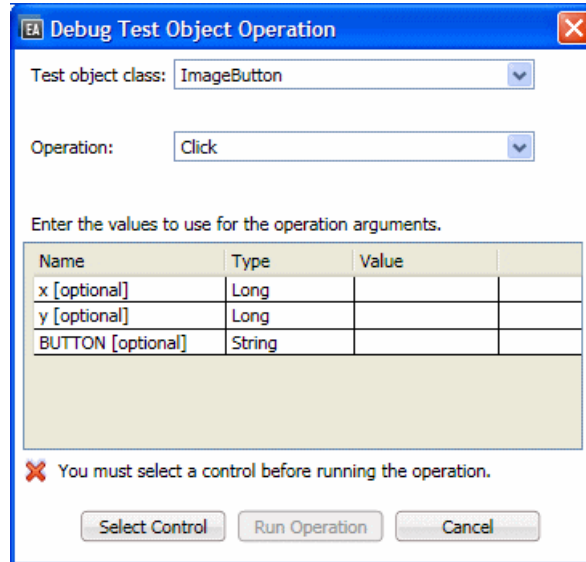 EA Debug Test Object Operation
Test object class: ImageButton
Operation: Click
Enter the values to use for the operation arguments.
Name Type Value
x [optional] Long
y [optional] Long
BUTTON [optional] String
You must select a control before running the operation.
Select Control Run Operation Cancel